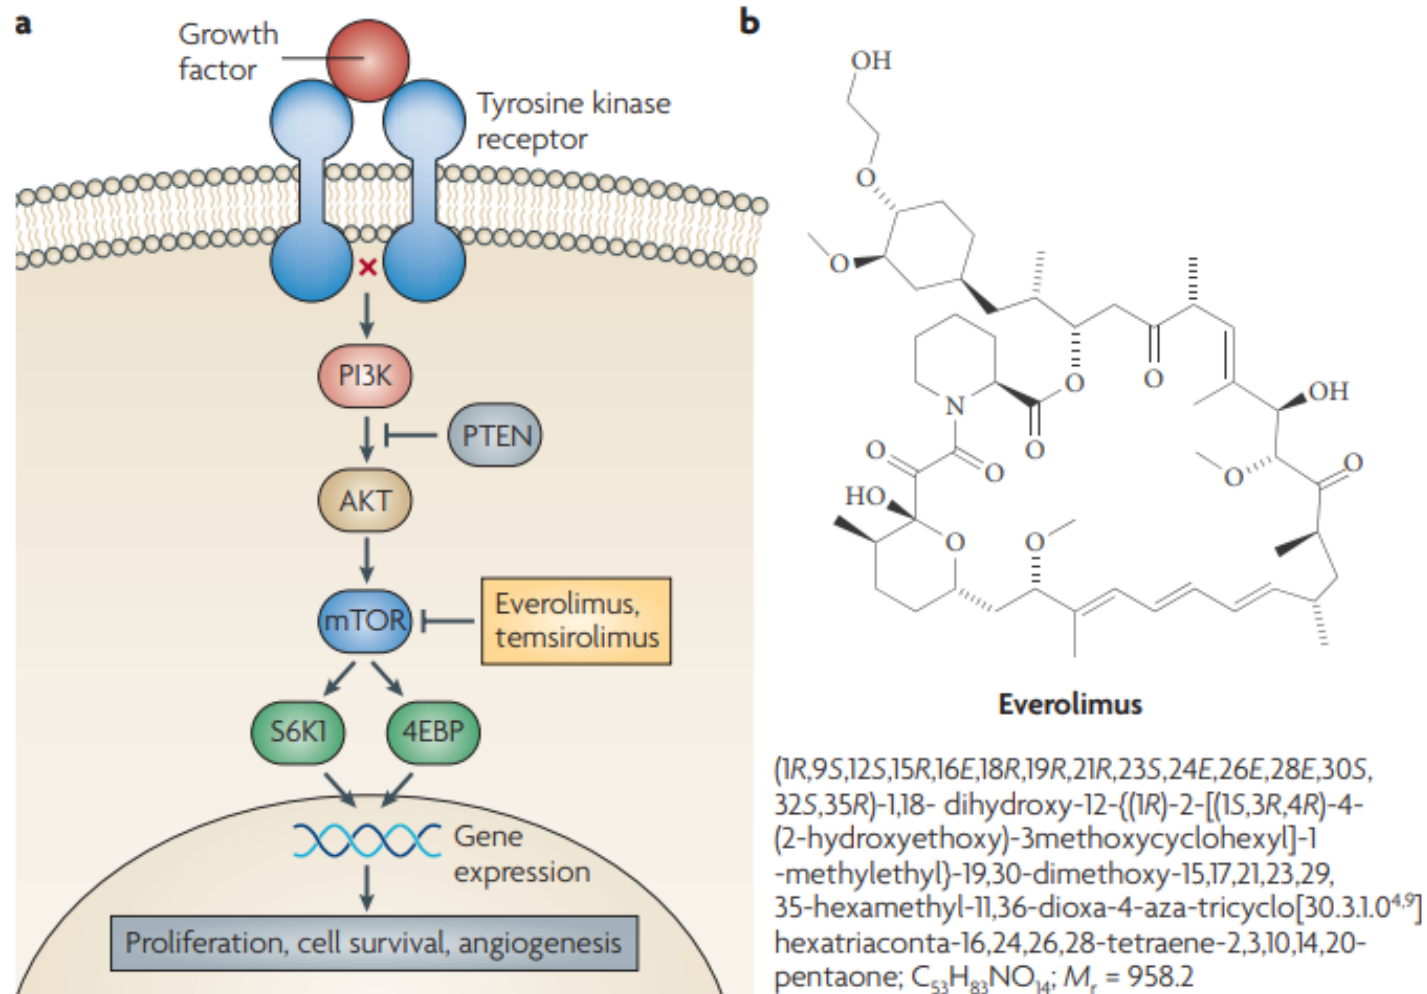 a
Growth
factor
Tyrosine kinase
receptor
PI3K
PTEN
AKT
mTOR
Everolimus,
temsirolimus
S6K1
4EBP
Gene
expression
Proliferation, cell survival, angiogenesis
b
OH
O
O
O
O
N
O
O
O
OH
O
O
HO
O
O
O
Everolimus
(1R,9S,12S,15R,16E,18R,19R,21R,23S,24E,26E,28E,30S,
32S,35R)-1,18- dihydroxy-12-{(1R)-2-[(1S,3R,4R)-4-
(2-hydroxyethoxy)-3methoxycyclohexyl]-1
-methylethyl}-19,30-dimethoxy-15,17,21,23,29,
35-hexamethyl-11,36-dioxa-4-aza-tricyclo[30.3.1.0⁴,⁹]
hexatriaconta-16,24,26,28-tetraene-2,3,10,14,20-
pentaone; C₅₃H₈₃NO₁₄; Mᵣ = 958.2